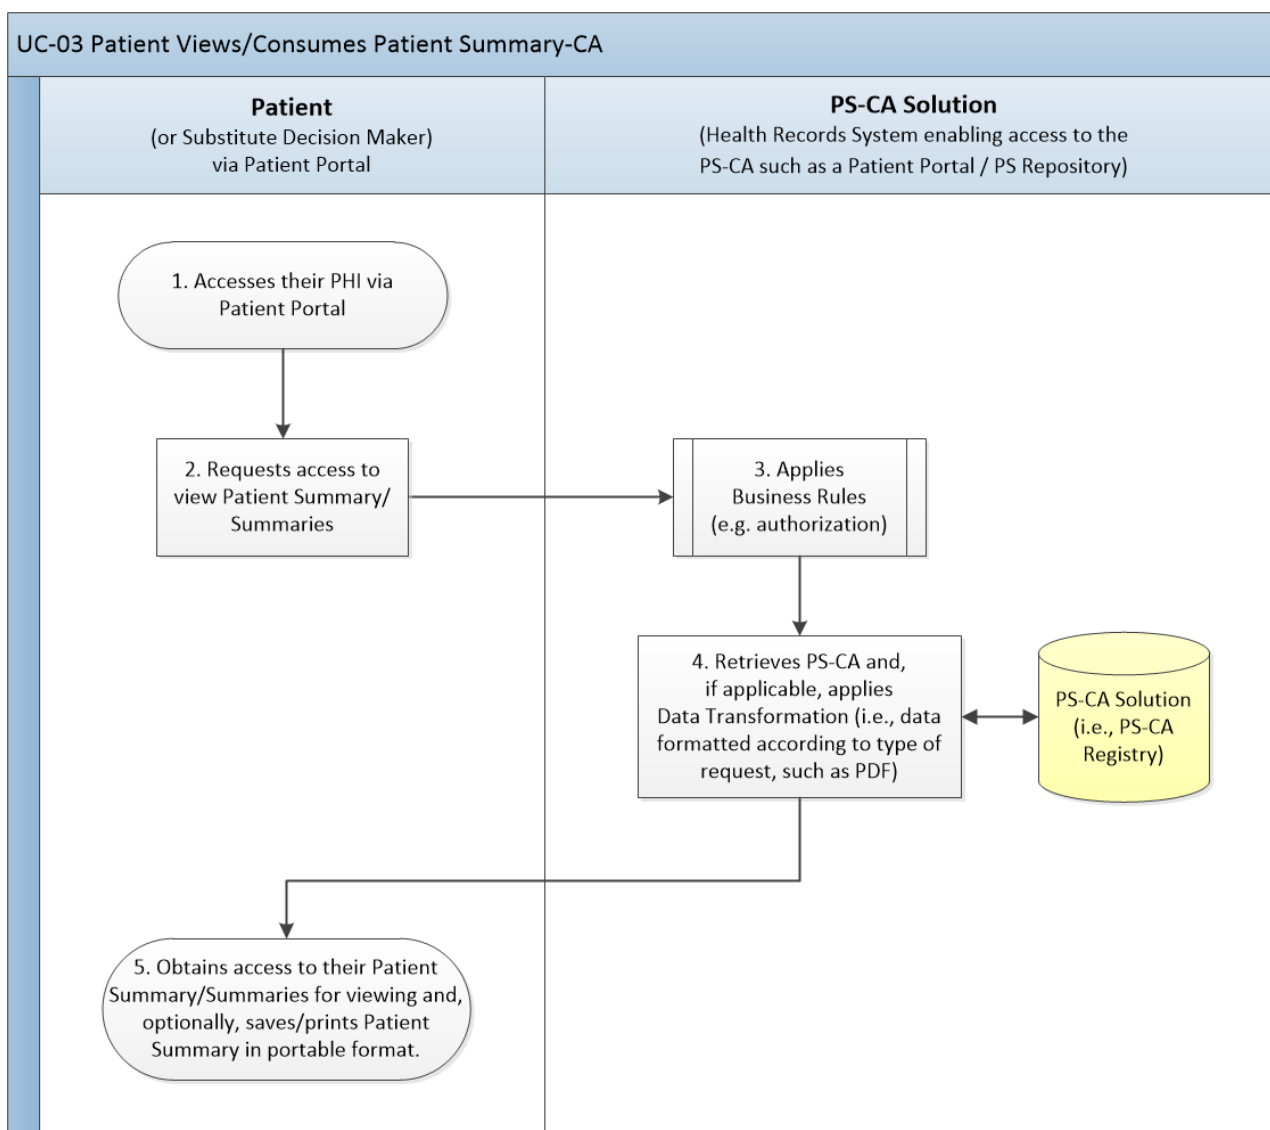 UC-03 Patient Views/Consumes Patient Summary-CA
Patient
(or Substitute Decision Maker)
via Patient Portal
PS-CA Solution
(Health Records System enabling access to the
PS-CA such as a Patient Portal / PS Repository)
1. Accesses their PHI via
Patient Portal
2. Requests access to
view Patient Summary/
Summaries
3. Applies
Business Rules
(e.g. authorization)
4. Retrieves PS-CA and,
if applicable, applies
Data Transformation (i.e., data
formatted according to type of
request, such as PDF)
PS-CA Solution
(i.e., PS-CA
Registry)
5. Obtains access to their Patient
Summary/Summaries for viewing and,
optionally, saves/prints Patient
Summary in portable format.